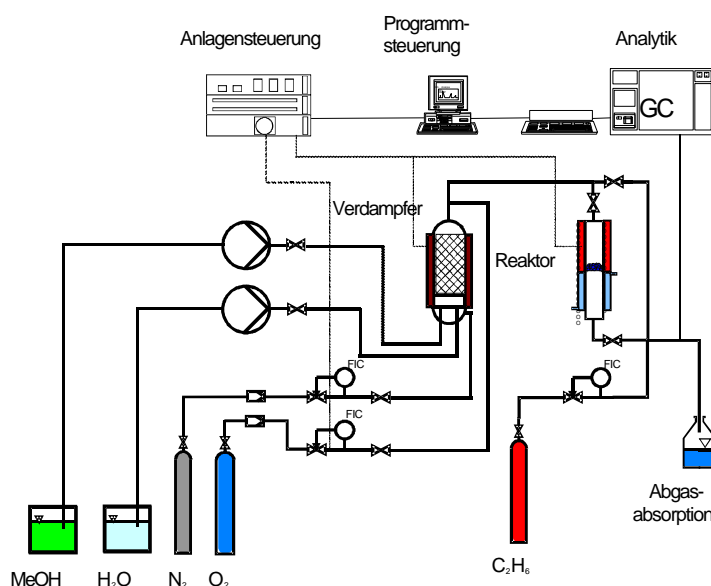 Anlagensteuerung
Programm-
steuerung
Analytik
GC
Verdampfer
Reaktor
FIC
FIC
FIC
Abgas-
absorption
MeOH
H₂O
N₂
O₂
C₂H₆